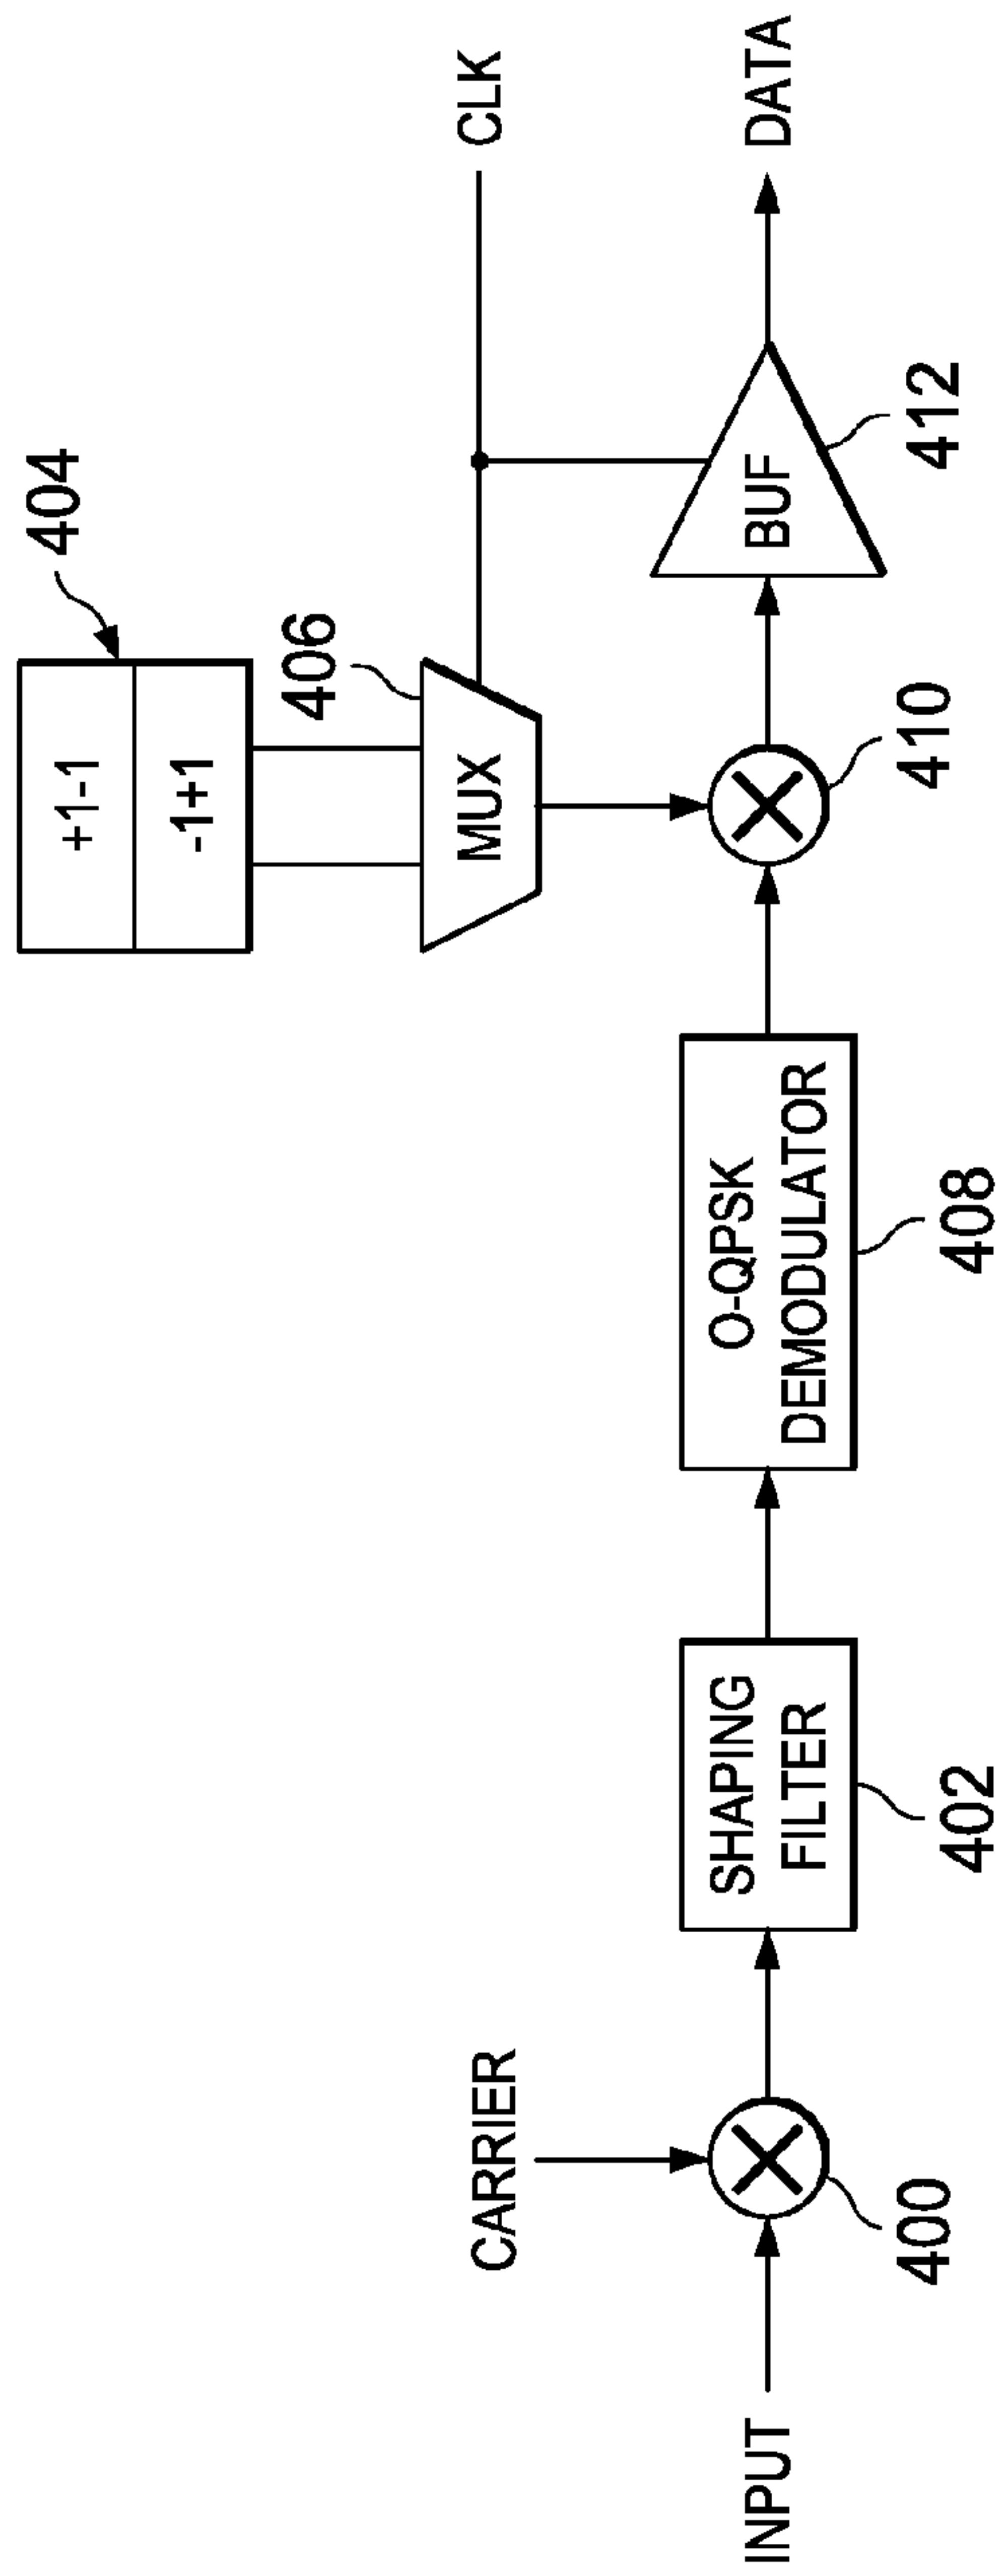 404
+1-1
-1+1
406
MUX
CLK
CARRIER
INPUT
400
SHAPING
FILTER
402
O-QPSK
DEMODULATOR
408
410
BUF
412
DATA